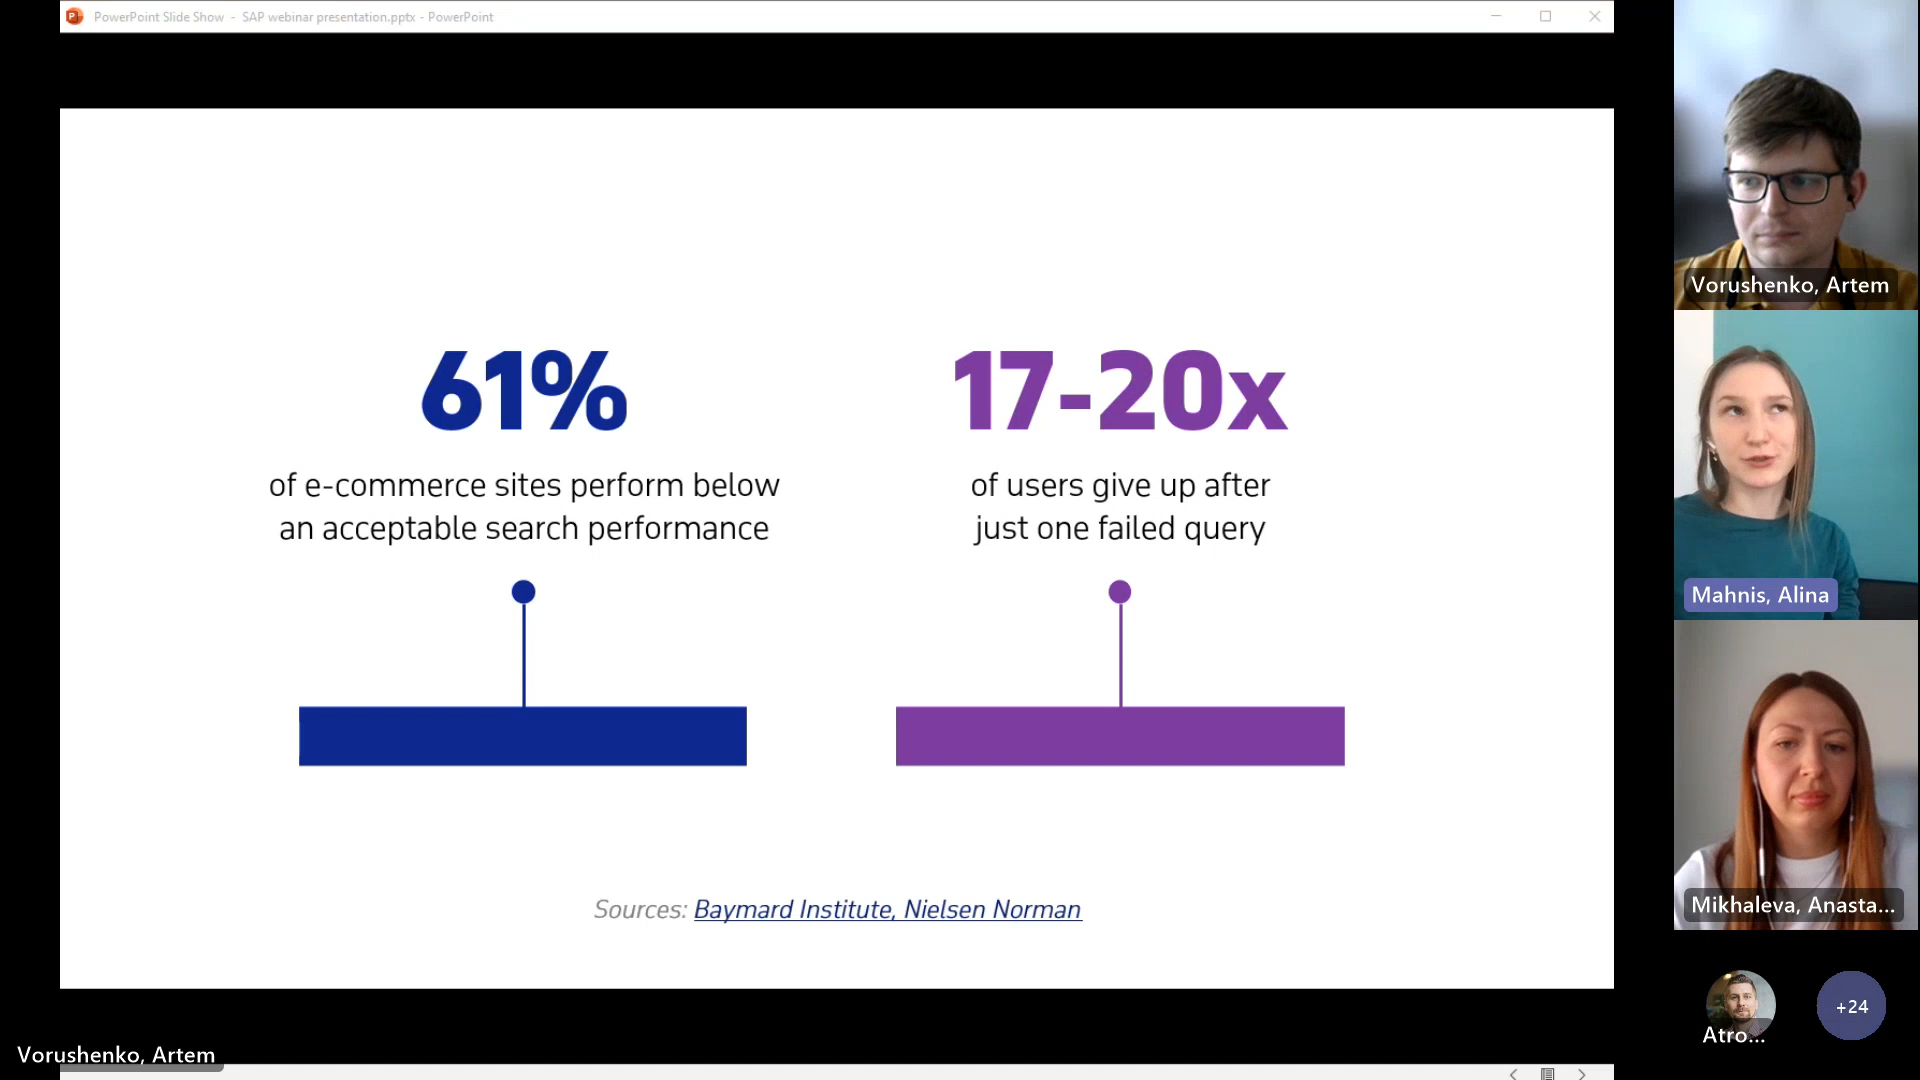 PowerPoint Slide Show - SAP webinar presentation.pptx - PowerPoint
61%
of e-commerce sites perform below
an acceptable search performance
17-20x
of users give up after
just one failed query
Sources: Baymard Institute, Nielsen Norman
Vorushenko, Artem
Mahnis, Alina
Mikhaleva, Anasta...
Atro...
+24
Vorushenko, Artem